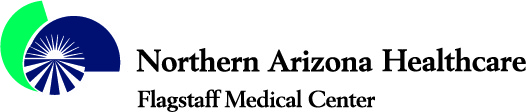 Northern Arizona Healthcare
Flagstaff Medical Center